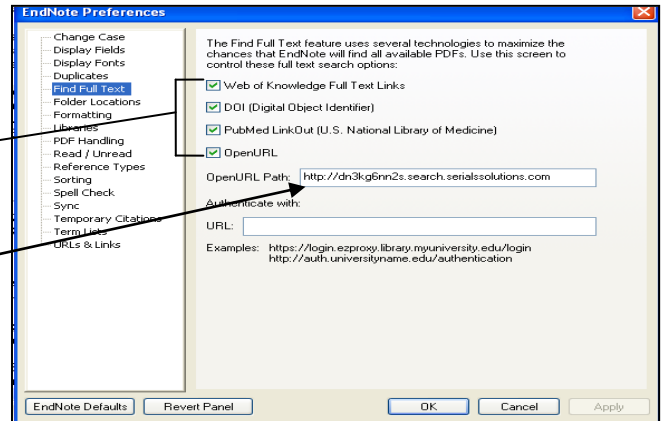 EndNote Preferences
Change Case
Display Fields
Display Fonts
Duplicates
Find Full Text
Folder Locations
Formatting
Libraries
PDF Handling
Read / Unread
Reference Types
Sorting
Spell Check
Sync
Temporary Citations
Term Lists
URLs & Links
The Find Full Text feature uses several technologies to maximize the
chances that EndNote will find all available PDFs. Use this screen to
control these full text search options:
Web of Knowledge Full Text Links
DOI (Digital Object Identifier)
PubMed LinkOut (U.S. National Library of Medicine)
OpenURL
OpenURL Path: http://dn3kg6nn2s.search.serialssolutions.com
Authenticate with:
URL:
Examples: https://login.ezproxy.library.myuniversity.edu/login
http://auth.universityname.edu/authentication
EndNote Defaults Revert Panel OK Cancel Apply